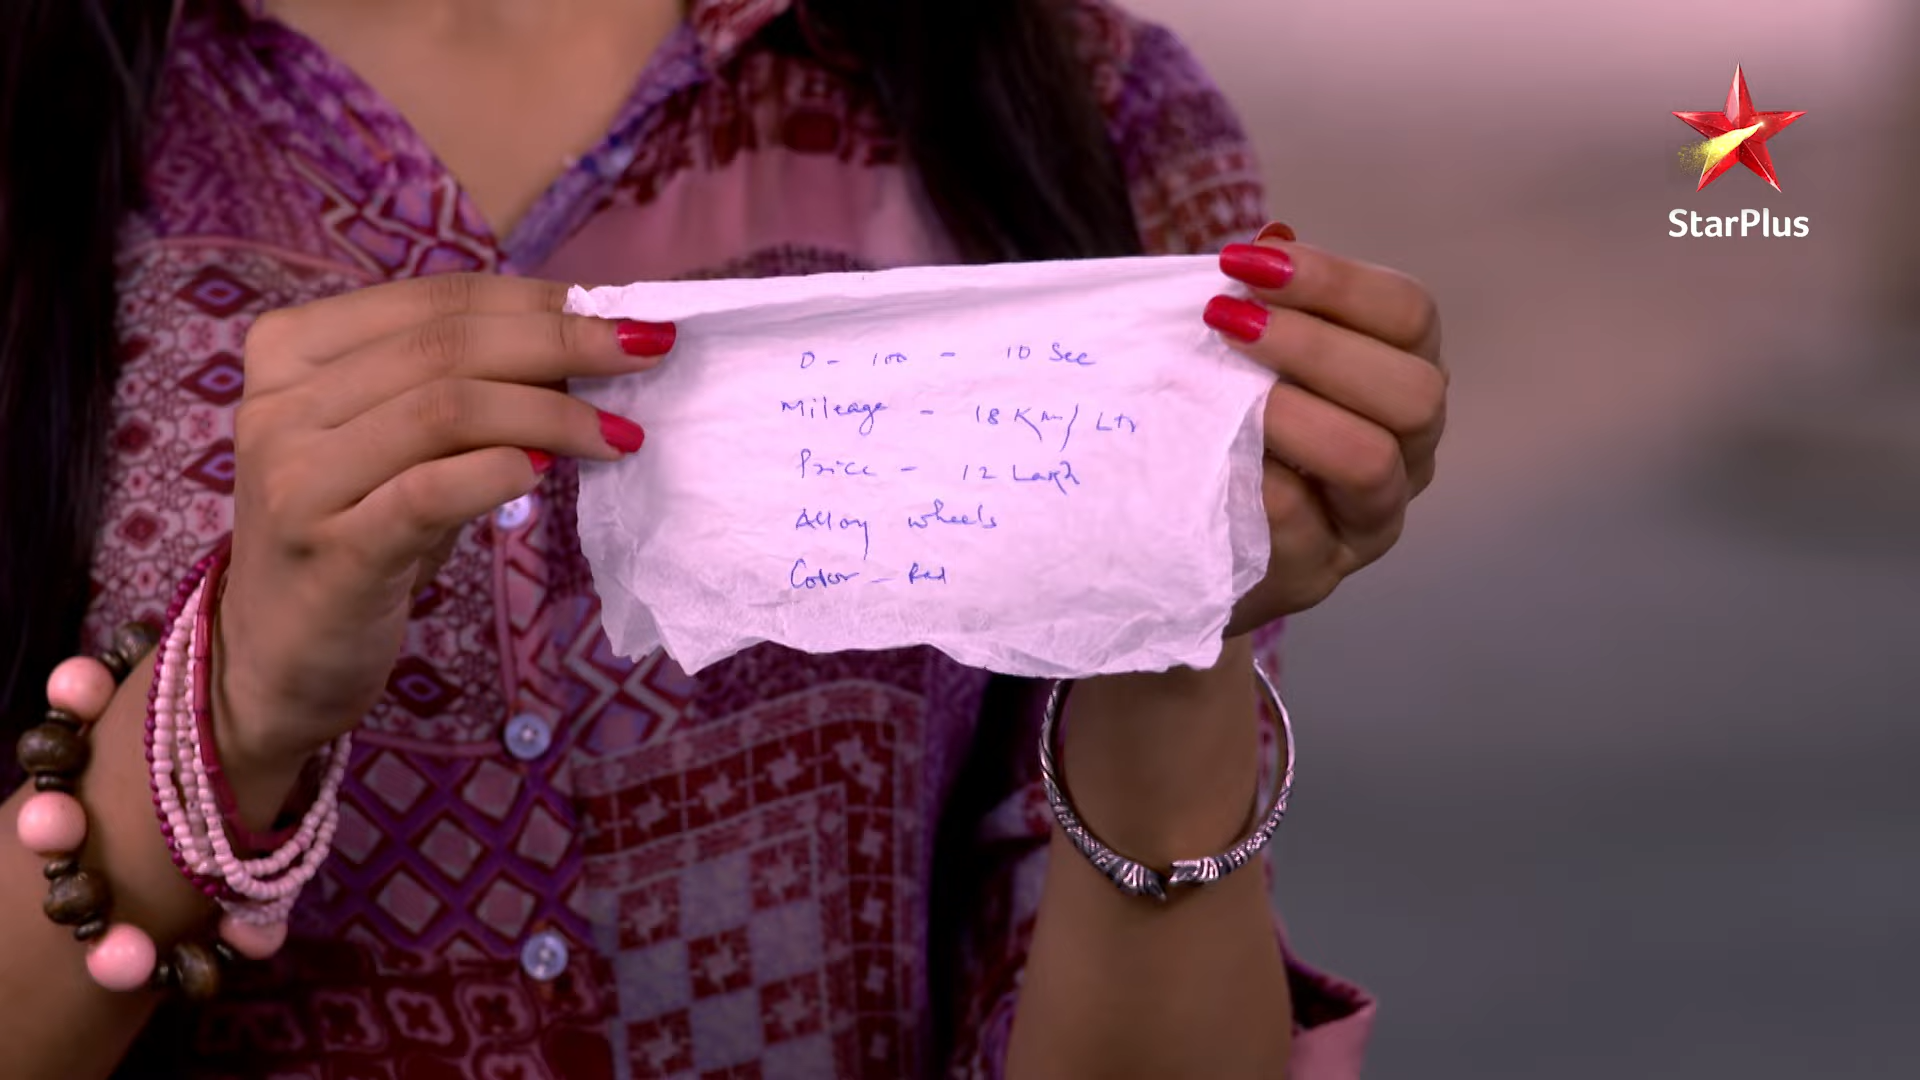 StarPlus
0 - 100 - 10 Sec
Mileage - 18 Km/Ltr
Price - 12 Lakh
Alloy wheels
Color - Red